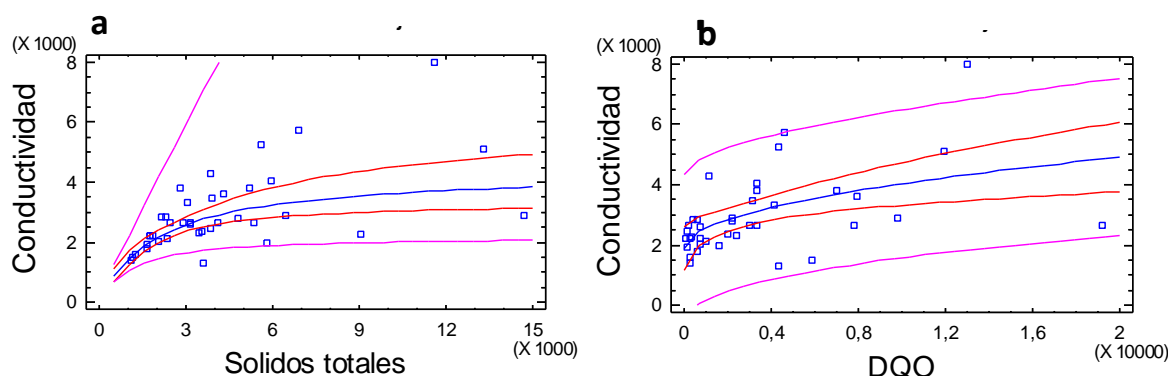 a
(X 1000)
Conductividad
8
6
4
2
0
0 3 6 9 12 15
(X 1000)
Solidos totales
b
(X 1000)
Conductividad
8
6
4
2
0
0 0,4 0,8 1,2 1,6 2
(X 10000)
DQO